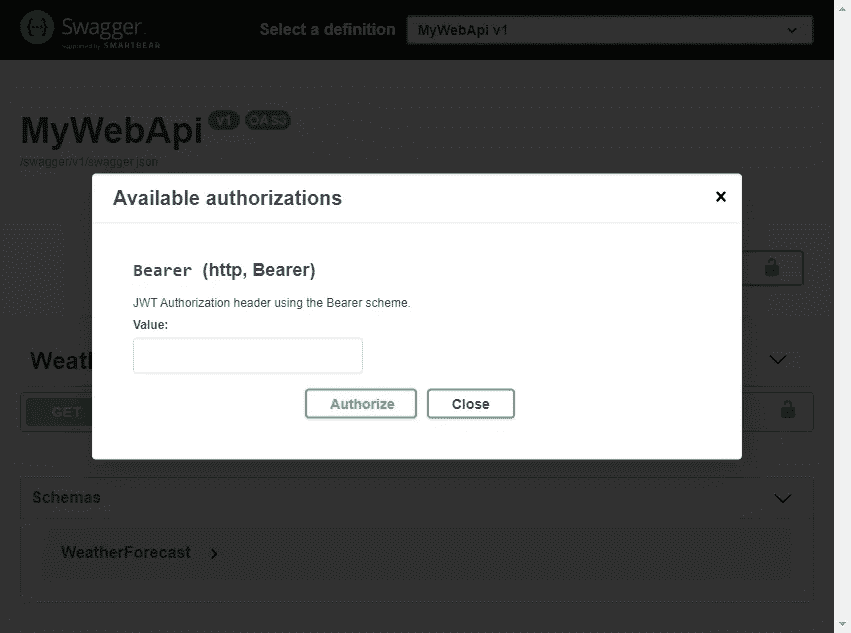 Swagger.
Supported by SMARTBEAR
Select a definition
MyWebApi v1
MyWebApi v1 OAS3
/swagger/v1/swagger.json
Available authorizations
Bearer (http, Bearer)
JWT Authorization header using the Bearer scheme.
Value:
Authorize
Close
Weath
GET
Schemas
WeatherForecast